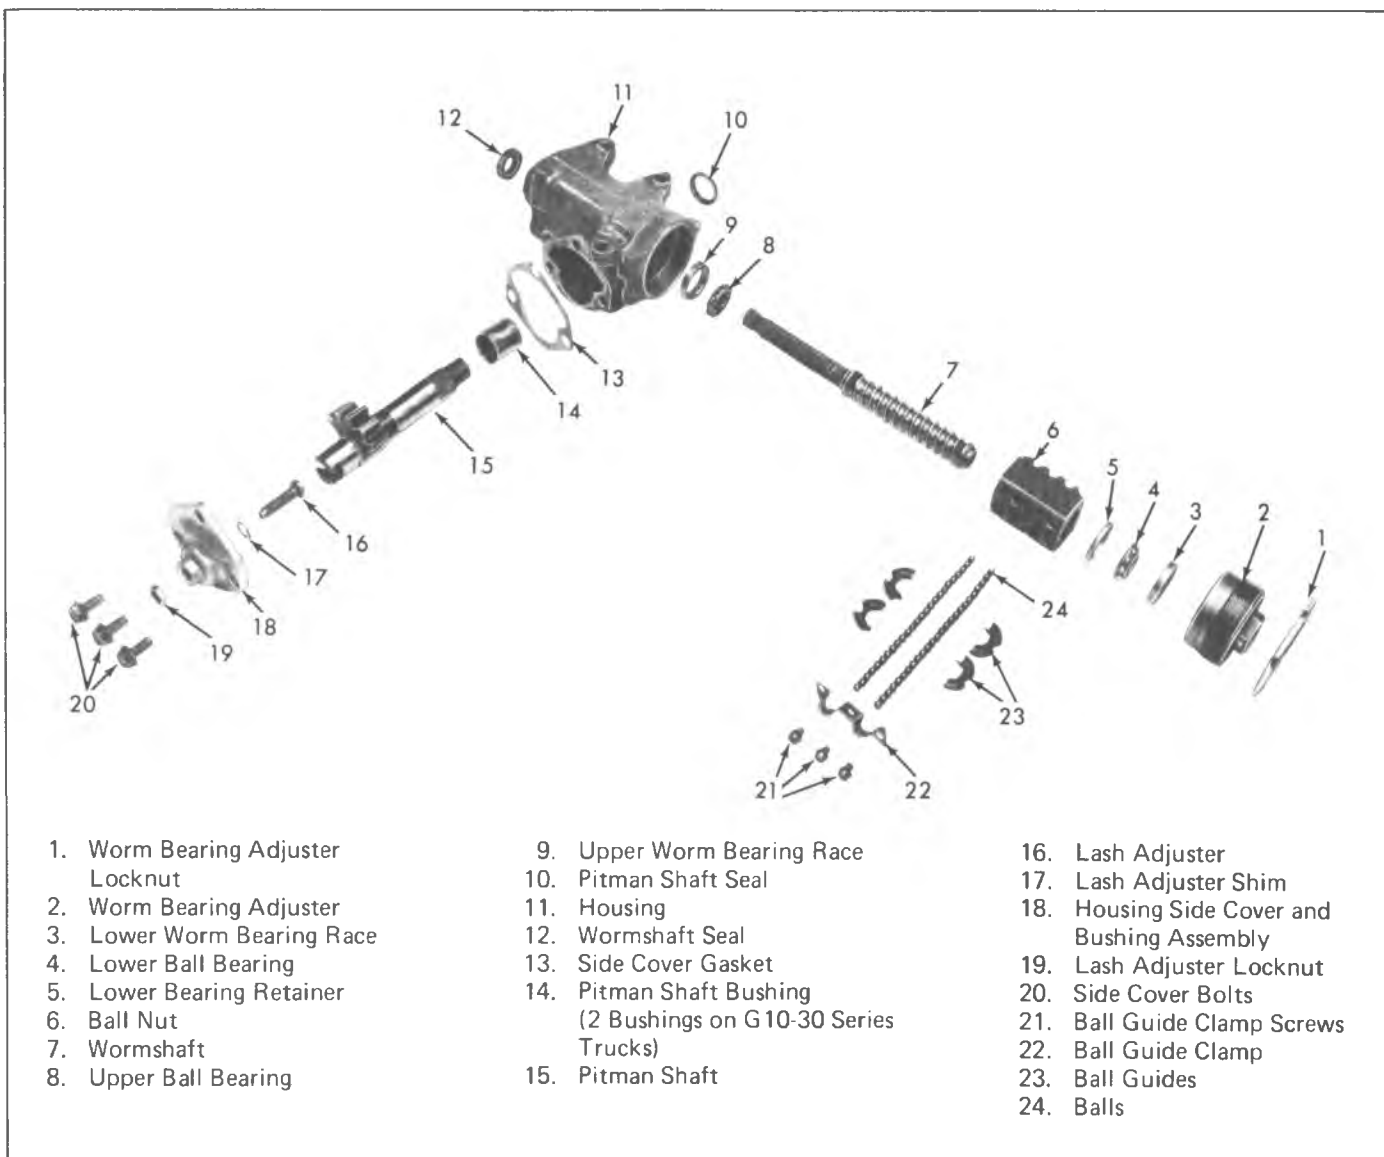 11
12
10
9
8
7
13
14
15
6
5
4
3
2
1
16
17
18
19
20
24
23
21
22
1. Worm Bearing Adjuster
Locknut
2. Worm Bearing Adjuster
3. Lower Worm Bearing Race
4. Lower Ball Bearing
5. Lower Bearing Retainer
6. Ball Nut
7. Wormshaft
8. Upper Ball Bearing
9. Upper Worm Bearing Race
10. Pitman Shaft Seal
11. Housing
12. Wormshaft Seal
13. Side Cover Gasket
14. Pitman Shaft Bushing
(2 Bushings on G10-30 Series
Trucks)
15. Pitman Shaft
16. Lash Adjuster
17. Lash Adjuster Shim
18. Housing Side Cover and
Bushing Assembly
19. Lash Adjuster Locknut
20. Side Cover Bolts
21. Ball Guide Clamp Screws
22. Ball Guide Clamp
23. Ball Guides
24. Balls